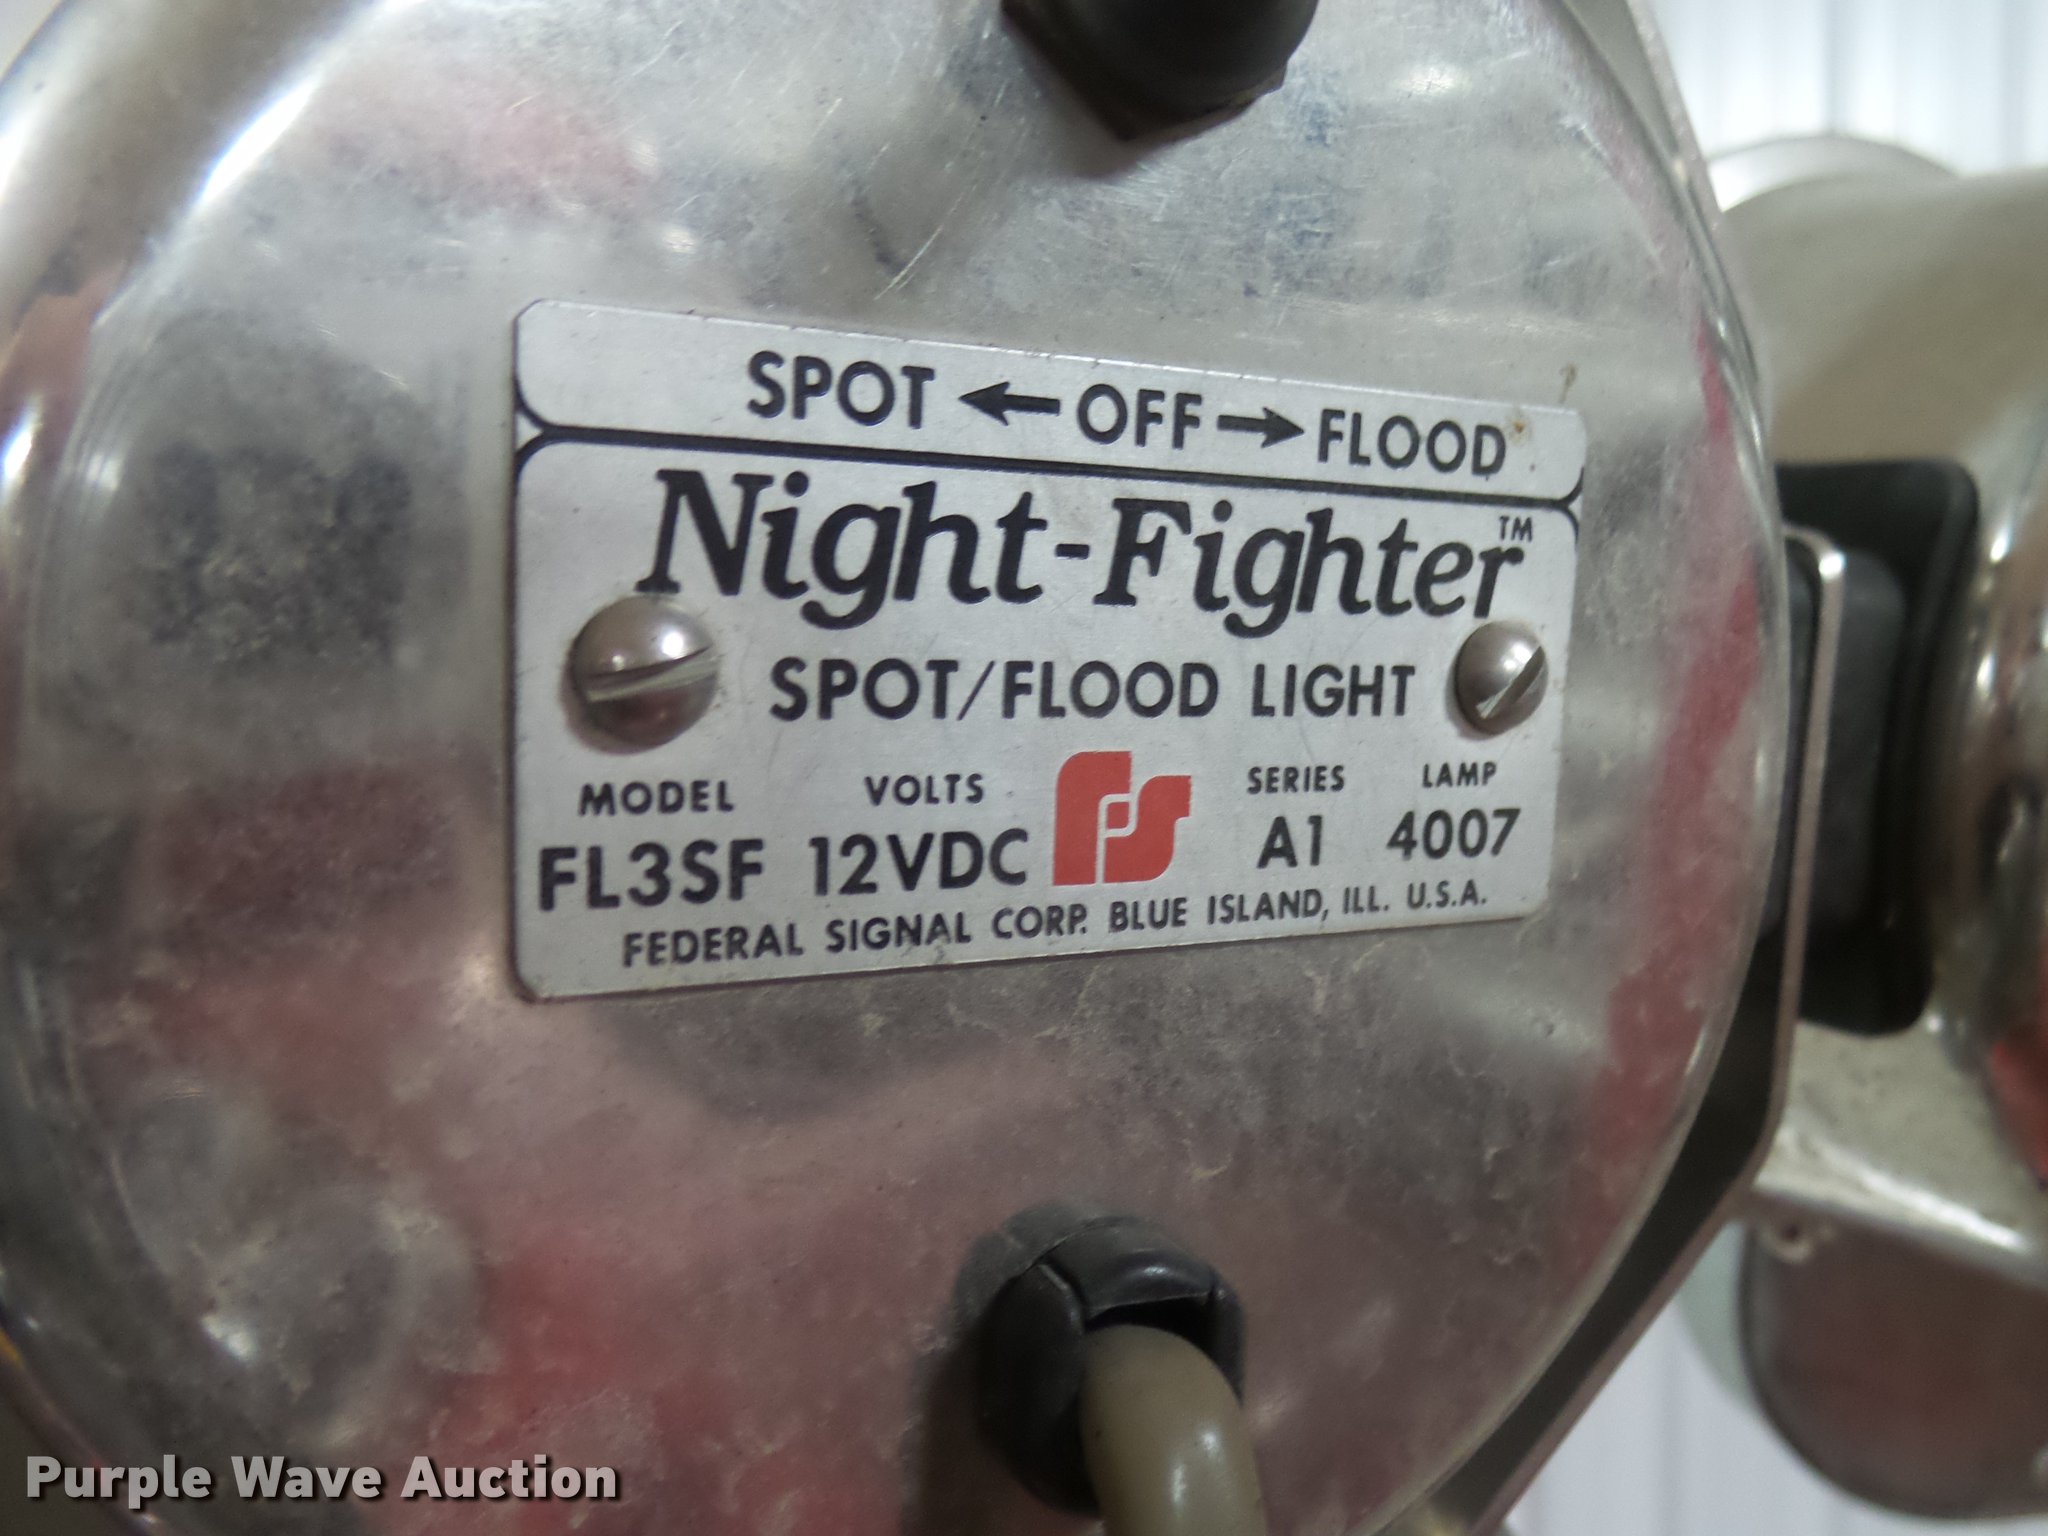 SPOT ← OFF → FLOOD
Night-Fighter™
SPOT/FLOOD LIGHT
MODEL VOLTS SERIES LAMP
FL3SF 12VDC FS A1 4007
FEDERAL SIGNAL CORP. BLUE ISLAND, ILL. U.S.A.
Purple Wave Auction